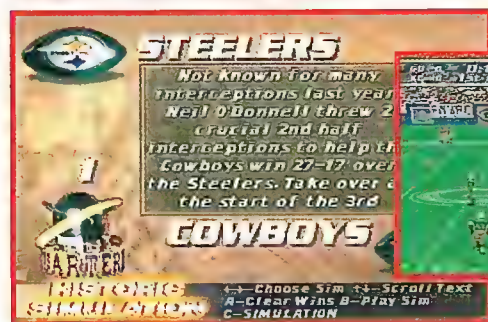 STEELERS
Not known for many
interceptions last year
Neil O'Donnell threw 2
crucial 2nd half
interceptions to help the
Cowboys win 27-17 over
the Steelers. Take over a
the start of the 3rd
COWBOYS
HISTORIC
SIMULATION
←→-Choose Sim ↑↓-Scroll Text
A-Clear Wins B-Play Sim
C-SIMULATION